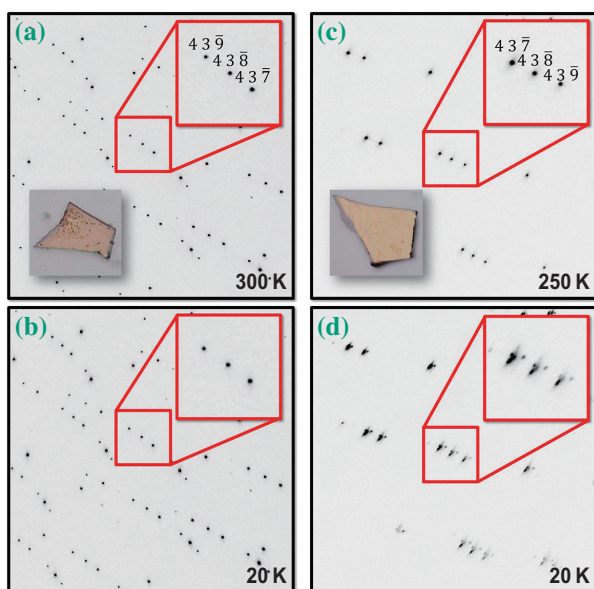 (a)
4 3 9̅
4 3 8̅
4 3 7̅
300 K
(c)
4 3 7̅
4 3 8̅
4 3 9̅
250 K
(b)
20 K
(d)
20 K